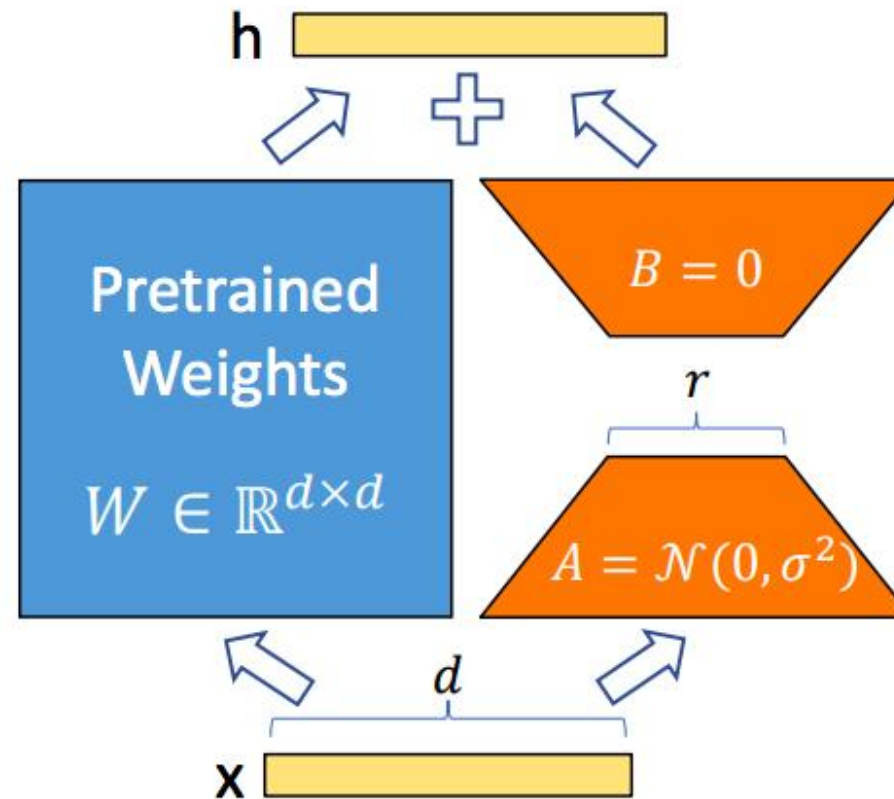 h
Pretrained
Weights
W ∈ ℝ^{d×d}
B = 0
r
A = 𝒩(0, σ²)
d
x